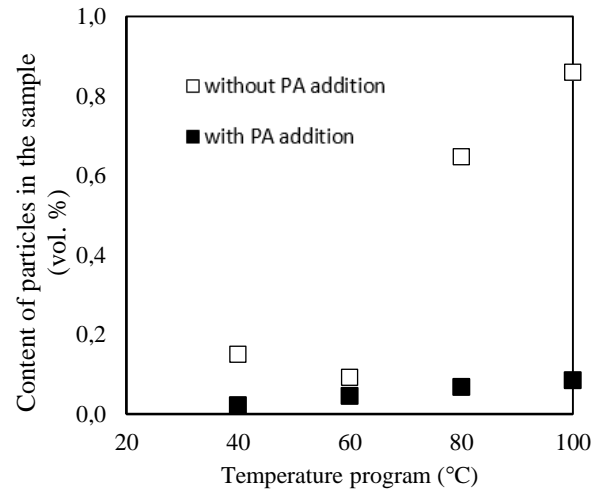 1,0
0,8
0,6
0,4
0,2
0,0
Content of particles in the sample
(vol. %)
without PA addition
with PA addition
20 40 60 80 100
Temperature program (°C)